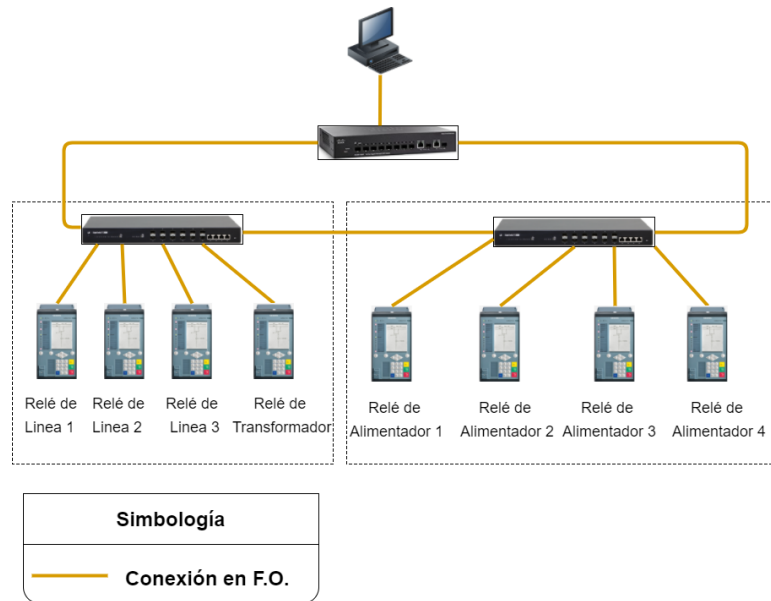 Relé de
Linea 1
Relé de
Linea 2
Relé de
Linea 3
Relé de
Transformador
Relé de
Alimentador 1
Relé de
Alimentador 2
Relé de
Alimentador 3
Relé de
Alimentador 4
Simbología
Conexión en F.O.